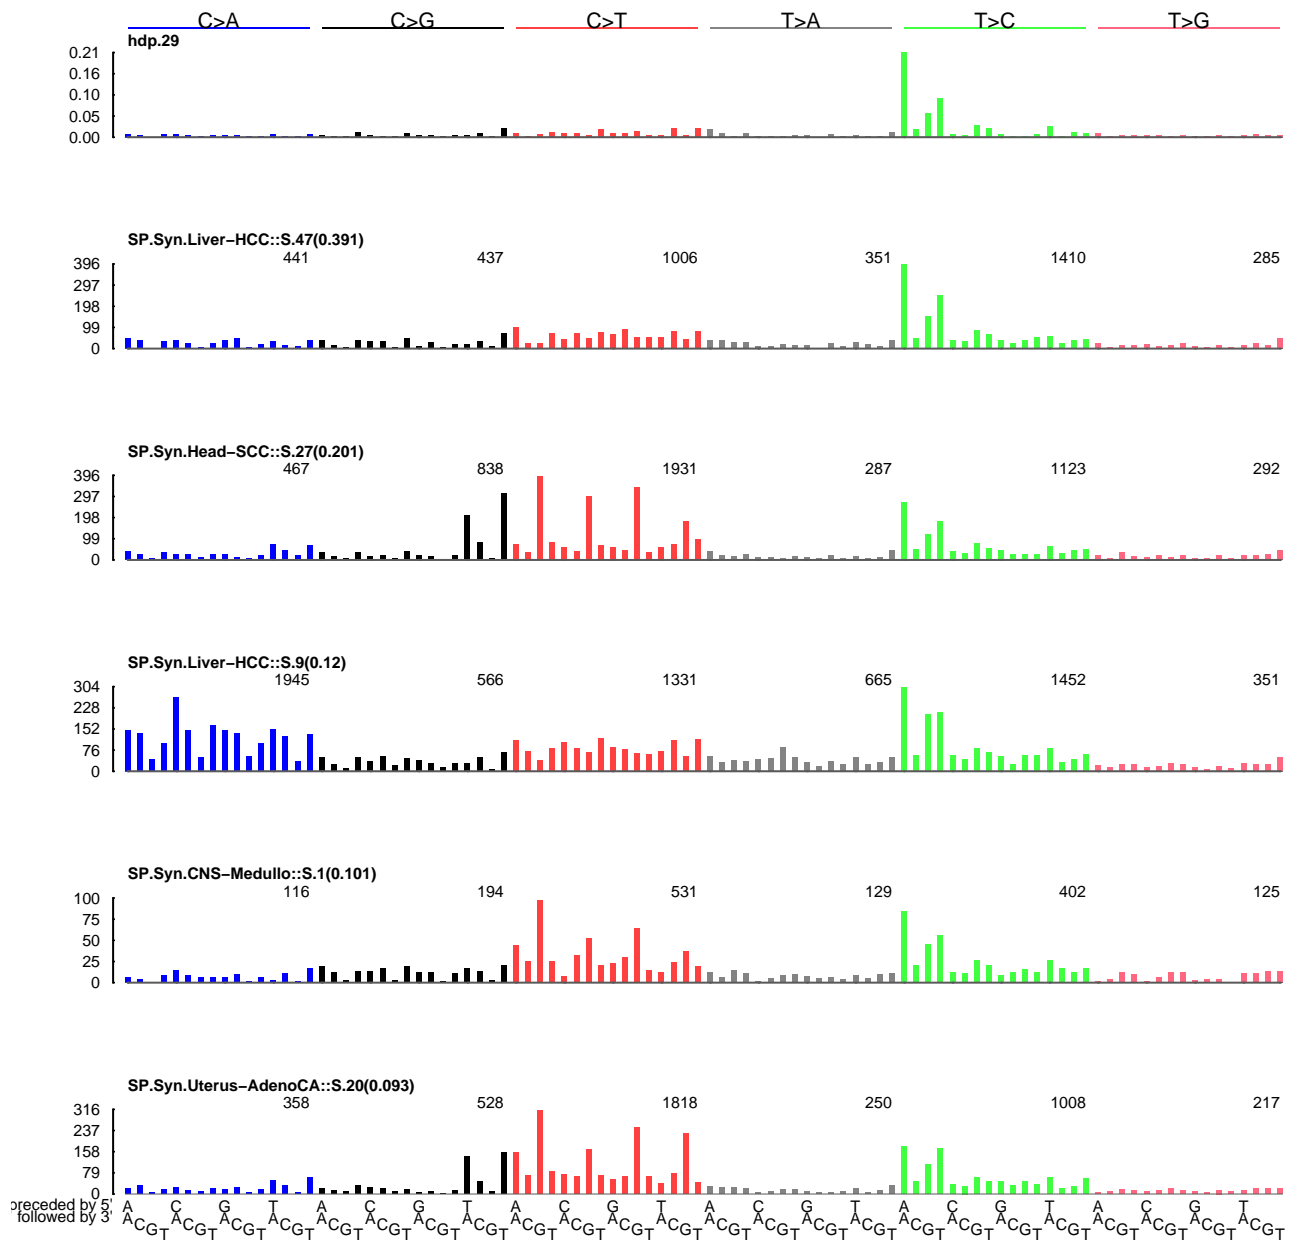 C>A C>G C>T T>A T>C T>G
hdp.29
0.21
0.16
0.10
0.05
0.00
SP.Syn.Liver−HCC::S.47(0.391)
441 437 1006 351 1410 285
396
297
198
99
0
SP.Syn.Head−SCC::S.27(0.201)
467 838 1931 287 1123 292
396
297
198
99
0
SP.Syn.Liver−HCC::S.9(0.12)
1945 566 1331 665 1452 351
304
228
152
76
0
SP.Syn.CNS−Medullo::S.1(0.101)
116 194 531 129 402 125
100
75
50
25
0
SP.Syn.Uterus−AdenoCA::S.20(0.093)
358 528 1818 250 1008 217
316
237
158
79
0
preceded by 5' A C G T A C G T A C G T A C G T A C G T A C G T
followed by 3' A C G T A C G T A C G T A C G T A C G T A C G T A C G T A C G T A C G T A C G T A C G T A C G T A C G T A C G T A C G T A C G T A C G T A C G T A C G T A C G T A C G T A C G T A C G T A C G T